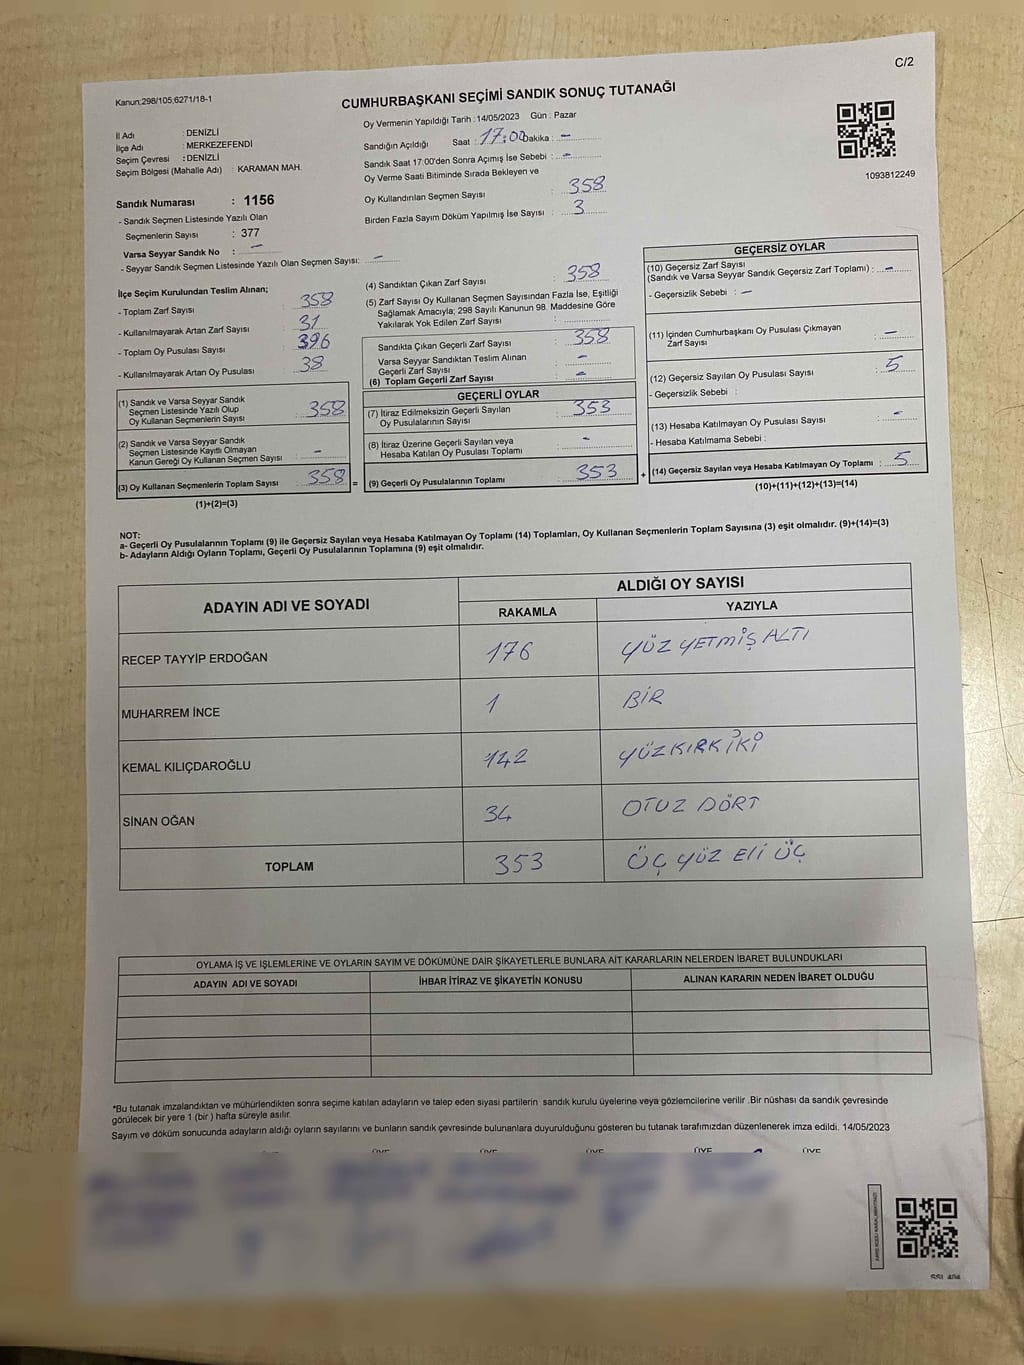 C/2
Kanun;298/105;6271/18-1
CUMHURBAŞKANI SEÇİMİ SANDIK SONUÇ TUTANAĞI
Oy Vermenin Yapıldığı Tarih : 14/05/2023 Gün : Pazar
İl Adı : DENİZLİ
İlçe Adı : MERKEZEFENDİ
Seçim Çevresi : DENİZLİ
Seçim Bölgesi (Mahalle Adı) : KARAMAN MAH.
Sandığın Açıldığı Saat : 17:00 Dakika : -
Sandık Saat 17:00'den Sonra Açımış İse Sebebi : -
Oy Verme Saati Bitiminde Sırada Bekleyen ve
Oy Kullandırılan Seçmen Sayısı : 358
Birden Fazla Sayım Döküm Yapılmış İse Sayısı : 3
1093812249
Sandık Numarası : 1156
- Sandık Seçmen Listesinde Yazılı Olan
Seçmenlerin Sayısı : 377
Varsa Seyyar Sandık No : -
- Seyyar Sandık Seçmen Listesinde Yazılı Olan Seçmen Sayısı: -
İlçe Seçim Kurulundan Teslim Alınan;
- Toplam Zarf Sayısı : 358
- Kullanılmayarak Artan Zarf Sayısı : 31
- Toplam Oy Pusulası Sayısı : 396
- Kullanılmayarak Artan Oy Pusulası : 38
(1) Sandık ve Varsa Seyyar Sandık
Seçmen Listesinde Yazılı Olup
Oy Kullanan Seçmenlerin Sayısı : 358
(2) Sandık ve Varsa Seyyar Sandık
Seçmen Listesinde Kayıtlı Olmayan
Kanun Gereği Oy Kullanan Seçmen Sayısı : -
(3) Oy Kullanan Seçmenlerin Toplam Sayısı : 358 =
(1)+(2)=(3)
(4) Sandıktan Çıkan Zarf Sayısı : 358
(5) Zarf Sayısı Oy Kullanan Seçmen Sayısından Fazla İse, Eşitliği
Sağlamak Amacıyla; 298 Sayılı Kanunun 98. Maddesine Göre
Yakılarak Yok Edilen Zarf Sayısı :
Sandıkta Çıkan Geçerli Zarf Sayısı : 358
Varsa Seyyar Sandıktan Teslim Alınan
Geçerli Zarf Sayısı : -
(6) Toplam Geçerli Zarf Sayısı : -
GEÇERLİ OYLAR
(7) İtiraz Edilmeksizin Geçerli Sayılan
Oy Pusulalarının Sayısı : 353
(8) İtiraz Üzerine Geçerli Sayılan veya
Hesaba Katılan Oy Pusulası Toplamı : -
(9) Geçerli Oy Pusulalarının Toplamı : 353 +
GEÇERSİZ OYLAR
(10) Geçersiz Zarf Sayısı
(Sandık ve Varsa Seyyar Sandık Geçersiz Zarf Toplamı) : -
- Geçersizlik Sebebi : -
(11) İçinden Cumhurbaşkanı Oy Pusulası Çıkmayan
Zarf Sayısı : -
(12) Geçersiz Sayılan Oy Pusulası Sayısı : 5
- Geçersizlik Sebebi :
(13) Hesaba Katılmayan Oy Pusulası Sayısı : -
- Hesaba Katılmama Sebebi :
(14) Geçersiz Sayılan veya Hesaba Katılmayan Oy Toplamı : 5
(10)+(11)+(12)+(13)=(14)
NOT:
a- Geçerli Oy Pusulalarının Toplamı (9) ile Geçersiz Sayılan veya Hesaba Katılmayan Oy Toplamı (14) Toplamları, Oy Kullanan Seçmenlerin Toplam Sayısına (3) eşit olmalıdır. (9)+(14)=(3)
b- Adayların Aldığı Oyların Toplamı, Geçerli Oy Pusulalarının Toplamına (9) eşit olmalıdır.
ADAYIN ADI VE SOYADI
ALDIĞI OY SAYISI
RAKAMLA YAZIYLA
RECEP TAYYİP ERDOĞAN 176 YÜZ YETMİŞ ALTI
MUHARREM İNCE 1 BİR
KEMAL KILIÇDAROĞLU 142 YÜZ KIRK İKİ
SİNAN OĞAN 34 OTUZ DÖRT
TOPLAM 353 ÜÇ YÜZ ELİ ÜÇ
OYLAMA İŞ VE İŞLEMLERİNE VE OYLARIN SAYIM VE DÖKÜMÜNE DAİR ŞİKAYETLERLE BUNLARA AİT KARARLARIN NELERDEN İBARET BULUNDUKLARI
ADAYIN ADI VE SOYADI İHBAR İTİRAZ VE ŞİKAYETİN KONUSU ALINAN KARARIN NEDEN İBARET OLDUĞU
*Bu tutanak imzalandıktan ve mühürlendikten sonra seçime katılan adayların ve talep eden siyasi partilerin sandık kurulu üyelerine veya gözlemcilerine verilir .Bir nüshası da sandık çevresinde
görülecek bir yere 1 (bir ) hafta süreyle asılır.
Sayım ve döküm sonucunda adayların aldığı oyların sayılarını ve bunların sandık çevresinde bulunanlara duyurulduğunu gösteren bu tutanak tarafımızdan düzenlenerek imza edildi. 14/05/2023
ÜYE ÜYE ÜYE ÜYE ÜYE